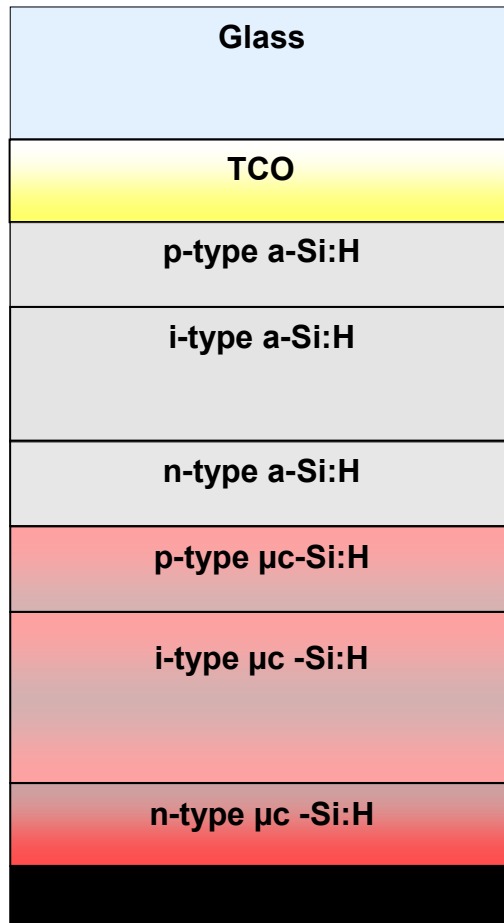 Glass
TCO
p-type a-Si:H
i-type a-Si:H
n-type a-Si:H
p-type µc-Si:H
i-type µc -Si:H
n-type µc -Si:H